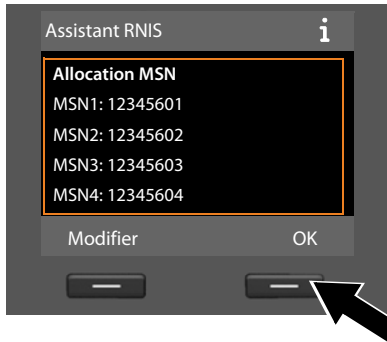 Assistant RNIS i
Allocation MSN
MSN1: 12345601
MSN2: 12345602
MSN3: 12345603
MSN4: 12345604
Modifier OK